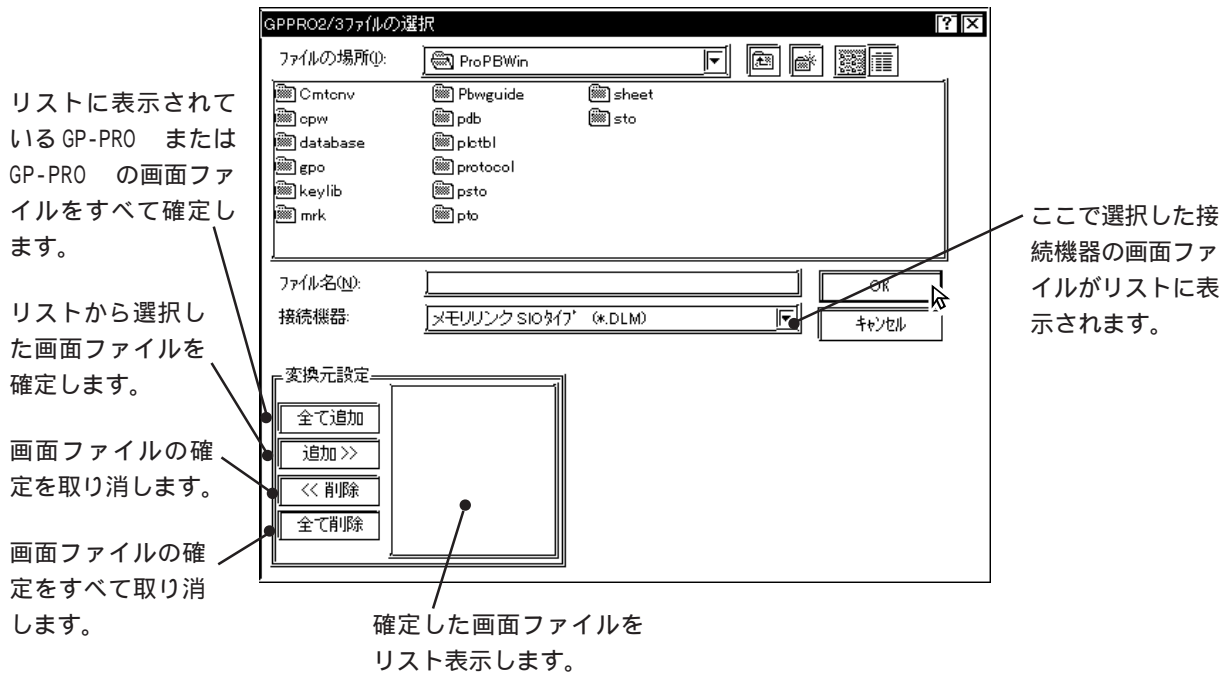 GPPRO2/3ファイルの選択
ファイルの場所(I):
ProPBWin
Cmtcnv
cpw
database
gpo
keylib
mrk
Pbwguide
pdb
plctbl
protocol
psto
pto
sheet
sto
ファイル名(N):
OK
接続機器:
メモリリンク SIOタイプ (*.DLM)
キャンセル
変換元設定
全て追加
追加 >>
<< 削除
全て削除
リストに表示されて
いる GP-PRO または
GP-PRO の画面ファ
イルをすべて確定し
ます。
リストから選択し
た画面ファイルを
確定します。
画面ファイルの確
定を取り消します。
画面ファイルの確
定をすべて取り消
します。
確定した画面ファイルを
リスト表示します。
ここで選択した接
続機器の画面ファ
イルがリストに表
示されます。